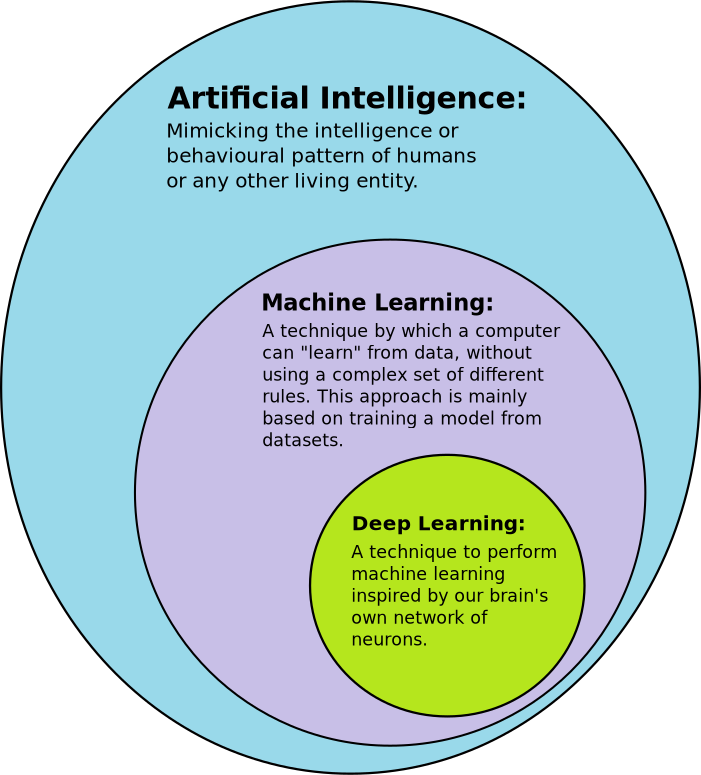 Artificial Intelligence:
Mimicking the intelligence or
behavioural pattern of humans
or any other living entity.
Machine Learning:
A technique by which a computer
can "learn" from data, without
using a complex set of different
rules. This approach is mainly
based on training a model from
datasets.
Deep Learning:
A technique to perform
machine learning
inspired by our brain's
own network of
neurons.